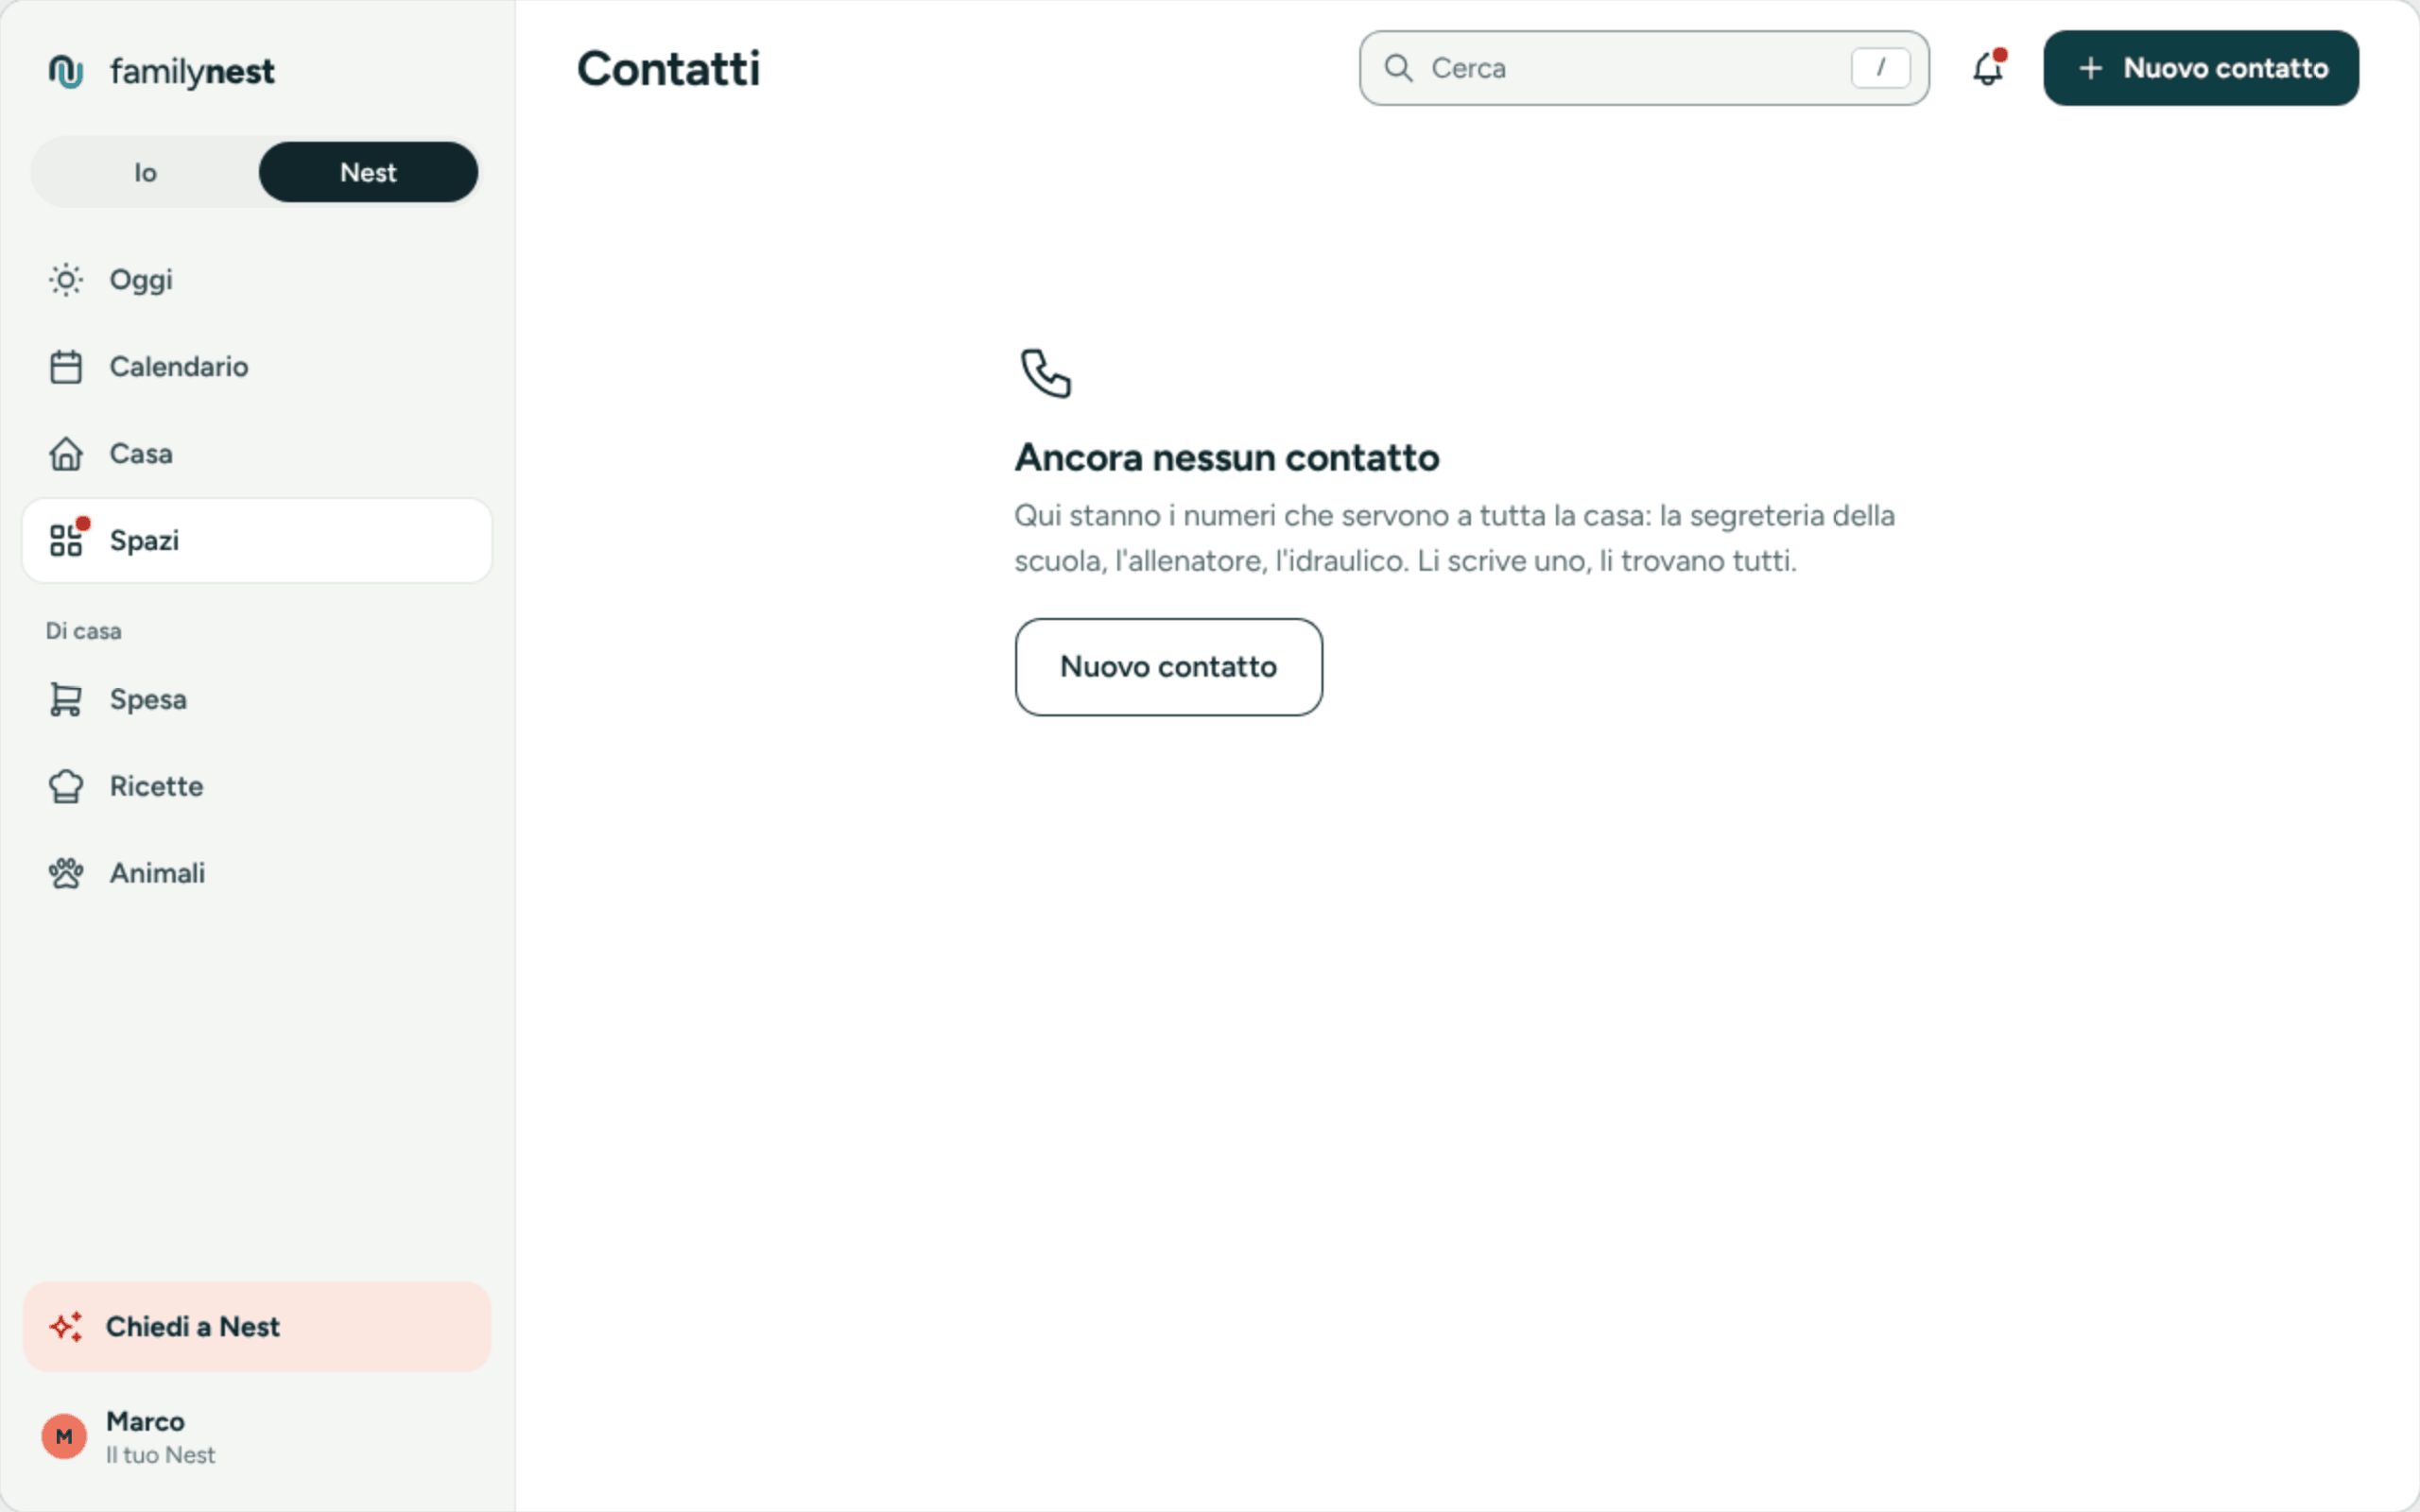 familynest
Io
Nest
Oggi
Calendario
Casa
Spazi
Di casa
Spesa
Ricette
Animali
Chiedi a Nest
M
Marco
Il tuo Nest
Contatti
Cerca
/
Nuovo contatto
Ancora nessun contatto
Qui stanno i numeri che servono a tutta la casa: la segreteria della
scuola, l'allenatore, l'idraulico. Li scrive uno, li trovano tutti.
Nuovo contatto